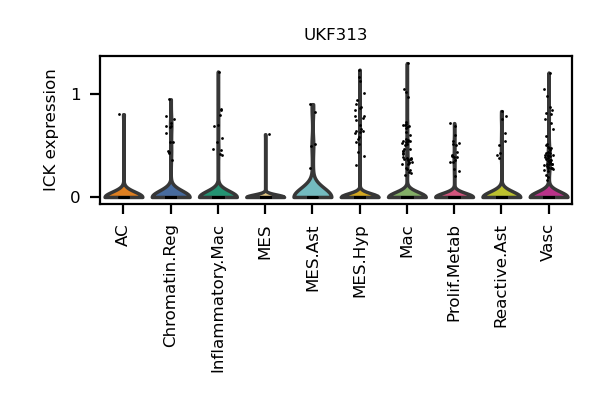 UKF313
ICK expression
1
0
AC
Chromatin.Reg
Inflammatory.Mac
MES
MES.Ast
MES.Hyp
Mac
Prolif.Metab
Reactive.Ast
Vasc